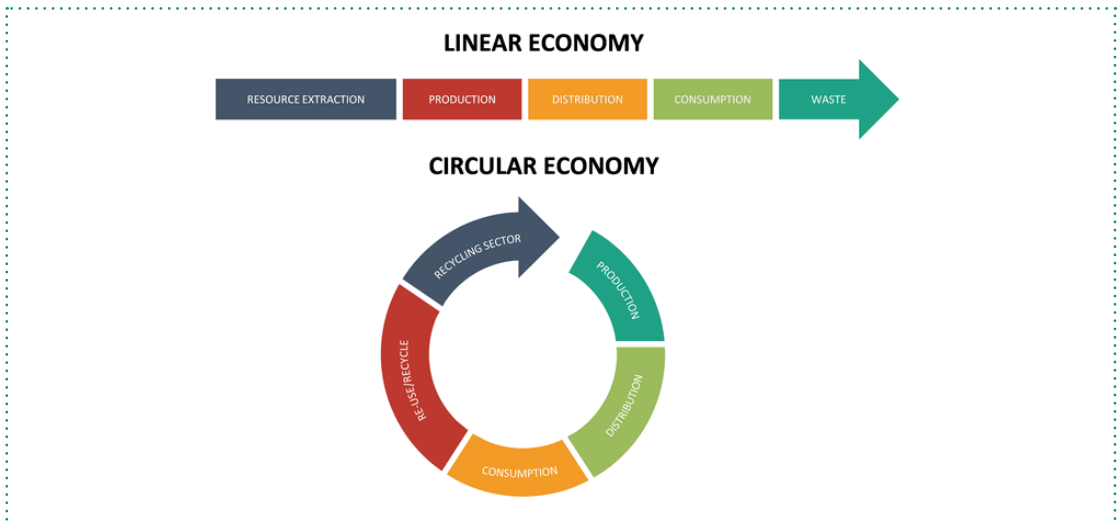 LINEAR ECONOMY
RESOURCE EXTRACTION
PRODUCTION
DISTRIBUTION
CONSUMPTION
WASTE
CIRCULAR ECONOMY
PRODUCTION
DISTRIBUTION
CONSUMPTION
RE-USE/RECYCLE
RECYCLING SECTOR